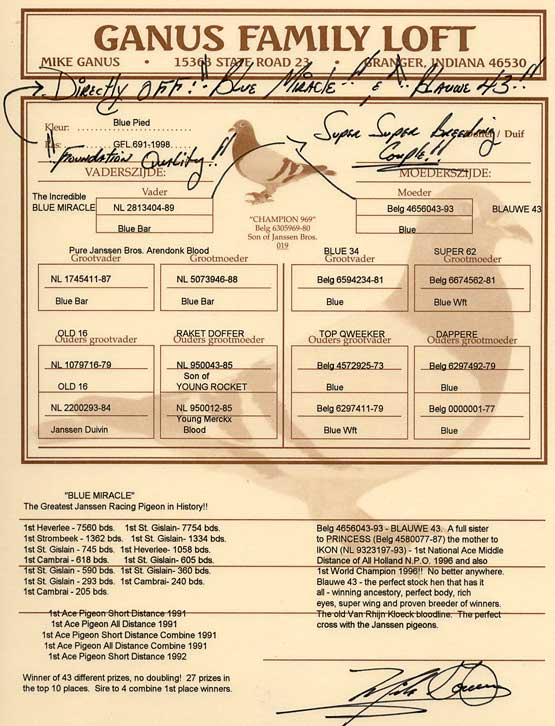 GANUS FAMILY LOFT
MIKE GANUS • 15368 STATE ROAD 23 • GRANGER, INDIANA 46530
Directly off!! "Blue Miracle" & "Blauwe 43"!!
Kleur: Blue Pied
GFL.691-1998.
"Foundation Quality!!"
Super Super Breeding Couple!!
Duif
VADERSZIJDE:
MOEDERSZIJDE:
Vader
Moeder
The Incredible
BLUE MIRACLE
NL 2813404-89
Blue Bar
Belg 4656043-93
BLAUWE 43
Blue
"CHAMPION 969"
Belg 6305969-80
Son of Janssen Bros.
019
Pure Janssen Bros. Arendonk Blood
BLUE 34
SUPER 62
Grootvader
Grootmoeder
Grootvader
Grootmoeder
NL 1745411-87
NL 5073946-88
Belg 6594234-81
Belg 6674562-81
Blue Bar
Blue Bar
Blue
Blue Wft
OLD 16
RAKET DOFFER
TOP QWEEKER
DAPPERE
Ouders grootvader
Ouders grootmoeder
Ouders grootvader
Ouders grootmoeder
NL 1079716-79
NL 950043-85
Belg 4572925-73
Belg 6297492-79
Son of
OLD 16
YOUNG ROCKET
Blue
Blue
NL 2200293-84
NL 950012-85
Belg 6297411-79
Belg 0000001-77
Young Merckx
Janssen Duivin
Blood
Blue Wft
Blue
"BLUE MIRACLE"
The Greatest Janssen Racing Pigeon in History!!
1st Heverlee - 7560 bds. 1st St. Gislain- 7754 bds.
1st Strombeek - 1362 bds. 1st St. Gislain- 1334 bds.
1st St. Gislain - 745 bds. 1st Heverlee- 1058 bds.
1st Cambrai - 618 bds. 1st St. Gislain- 605 bds.
1st St. Gislain - 590 bds. 1st St. Gislain- 360 bds.
1st St. Gislain - 293 bds. 1st Cambrai- 240 bds.
1st Cambrai - 205 bds.
1st Ace Pigeon Short Distance 1991
1st Ace Pigeon All Distance 1991
1st Ace Pigeon Short Distance Combine 1991
1st Ace Pigeon All Distance Combine 1991
1st Ace Pigeon Short Distance 1992
Winner of 43 different prizes, no doubling! 27 prizes in
the top 10 places. Sire to 4 combine 1st place winners.
Belg 4656043-93 - BLAUWE 43. A full sister
to PRINCESS (Belg 4580077-87) the mother to
IKON (NL 9323197-93) - 1st National Ace Middle
Distance of All Holland N.P.O. 1996 and also
1st World Champion 1996!! No better anywhere.
Blauwe 43 - the perfect stock hen that has it
all - winning ancestory, perfect body, rich
eyes, super wing and proven breeder of winners.
The old Van Rhijn Kloeck bloodline. The perfect
cross with the Janssen pigeons.
Mike Ganus